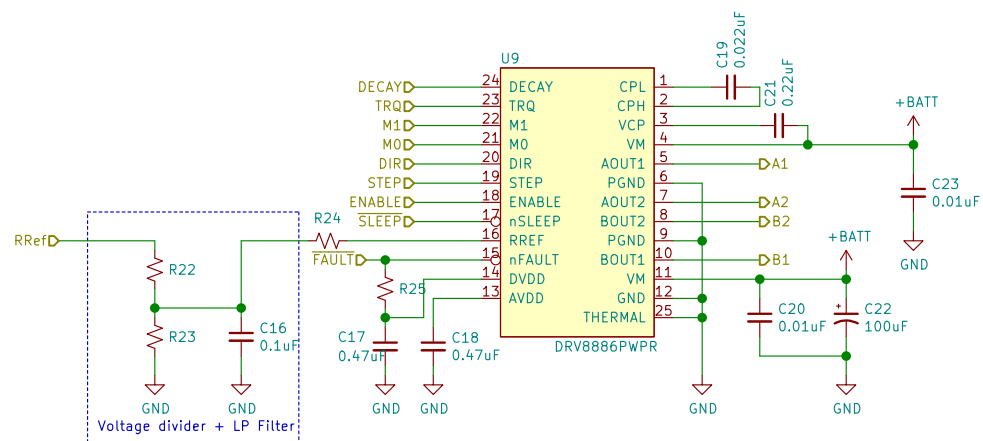 U9
DECAY
24
DECAY
TRQ
23
TRQ
M1
22
M1
M0
21
M0
DIR
20
DIR
STEP
19
STEP
ENABLE
18
ENABLE
SLEEP
17
nSLEEP
RRef
R24
16
RREF
FAULT
15
nFAULT
14
DVDD
13
AVDD
CPL
1
CPH
2
VCP
3
VM
4
AOUT1
5
A1
PGND
6
AOUT2
7
A2
BOUT2
8
B2
PGND
9
BOUT1
10
B1
VM
11
GND
12
THERMAL
25
DRV8886PWPR
C19
0.022uF
C21
0.22uF
+BATT
C23
0.01uF
GND
+BATT
C20
0.01uF
C22
100uF
+
GND
GND
R22
R23
C16
0.1uF
R25
C17
0.47uF
C18
0.47uF
GND
GND
GND
GND
Voltage divider + LP Filter